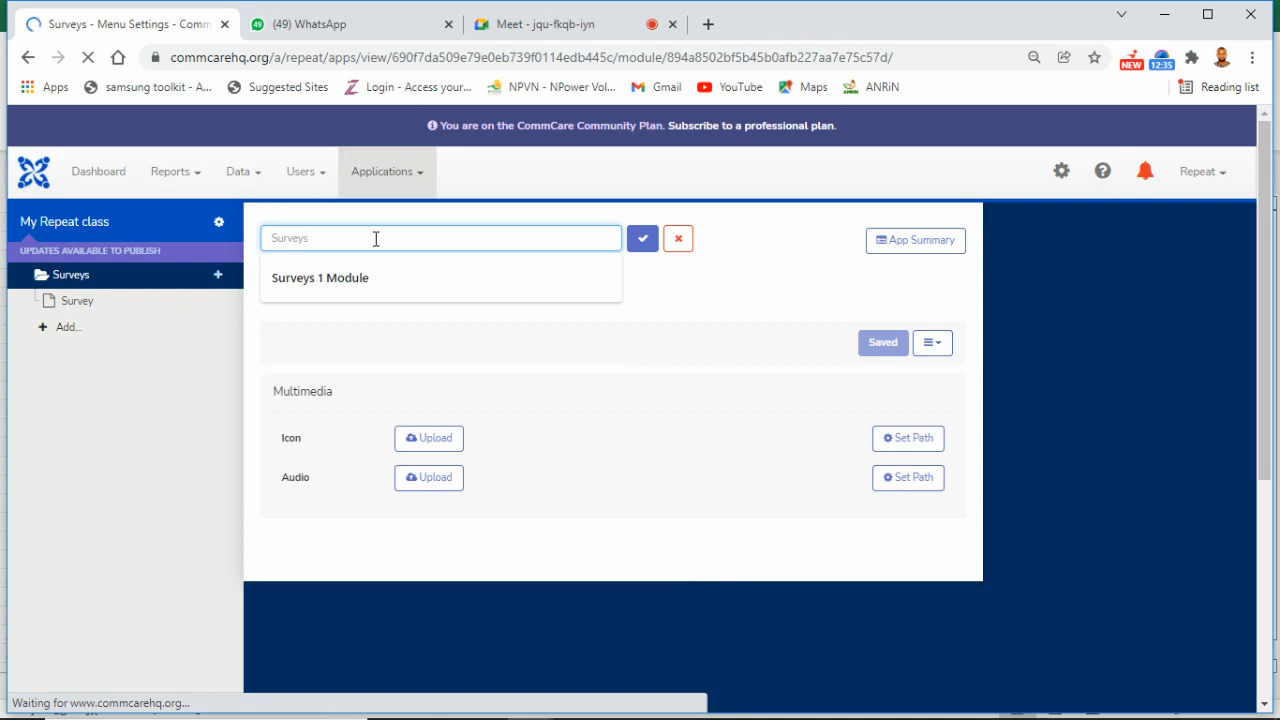 Surveys - Menu Settings - Comm
(49) WhatsApp
Meet - jqu-fkqb-iyn
commcarehq.org/a/repeat/apps/view/690f7da509e79e0eb739f0114edb445c/module/894a8502bf5b45b0afb227aa7e75c57d/
NEW
12:35
Apps
samsung toolkit - A...
Suggested Sites
Login - Access your...
NPVN - NPower Vol...
Gmail
YouTube
Maps
ANRiN
Reading list
You are on the CommCare Community Plan. Subscribe to a professional plan.
Dashboard
Reports
Data
Users
Applications
Repeat
My Repeat class
UPDATES AVAILABLE TO PUBLISH
Surveys
Survey
Add...
Surveys
App Summary
Surveys 1 Module
Saved
Multimedia
Icon
Upload
Set Path
Audio
Upload
Set Path
Waiting for www.commcarehq.org...